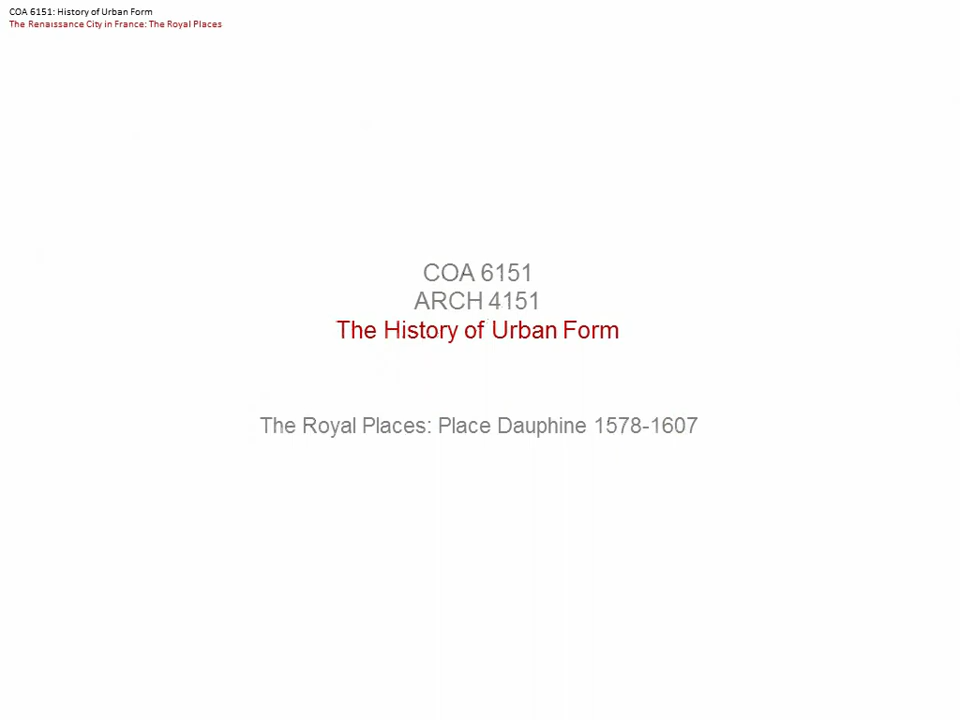 COA 6151: History of Urban Form
The Renaissance City in France: The Royal Places
COA 6151
ARCH 4151
The History of Urban Form
The Royal Places: Place Dauphine 1578-1607